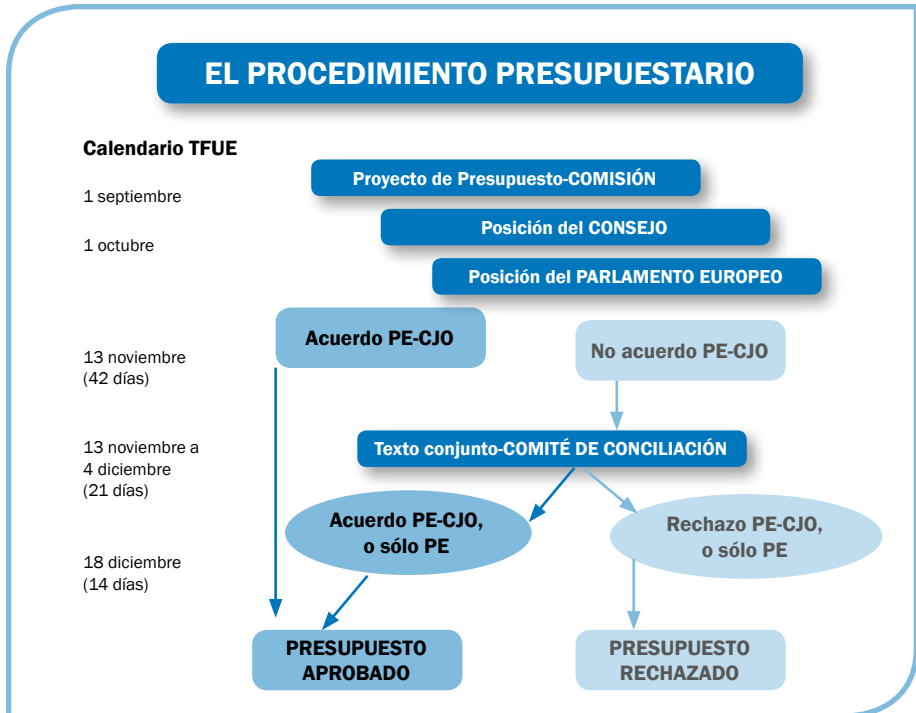 EL PROCEDIMIENTO PRESUPUESTARIO
Calendario TFUE
1 septiembre
Proyecto de Presupuesto-COMISIÓN
1 octubre
Posición del CONSEJO
Posición del PARLAMENTO EUROPEO
13 noviembre
(42 días)
Acuerdo PE-CJO
No acuerdo PE-CJO
13 noviembre a
4 diciembre
(21 días)
Texto conjunto-COMITÉ DE CONCILIACIÓN
Acuerdo PE-CJO,
o sólo PE
Rechazo PE-CJO,
o sólo PE
18 diciembre
(14 días)
PRESUPUESTO
APROBADO
PRESUPUESTO
RECHAZADO